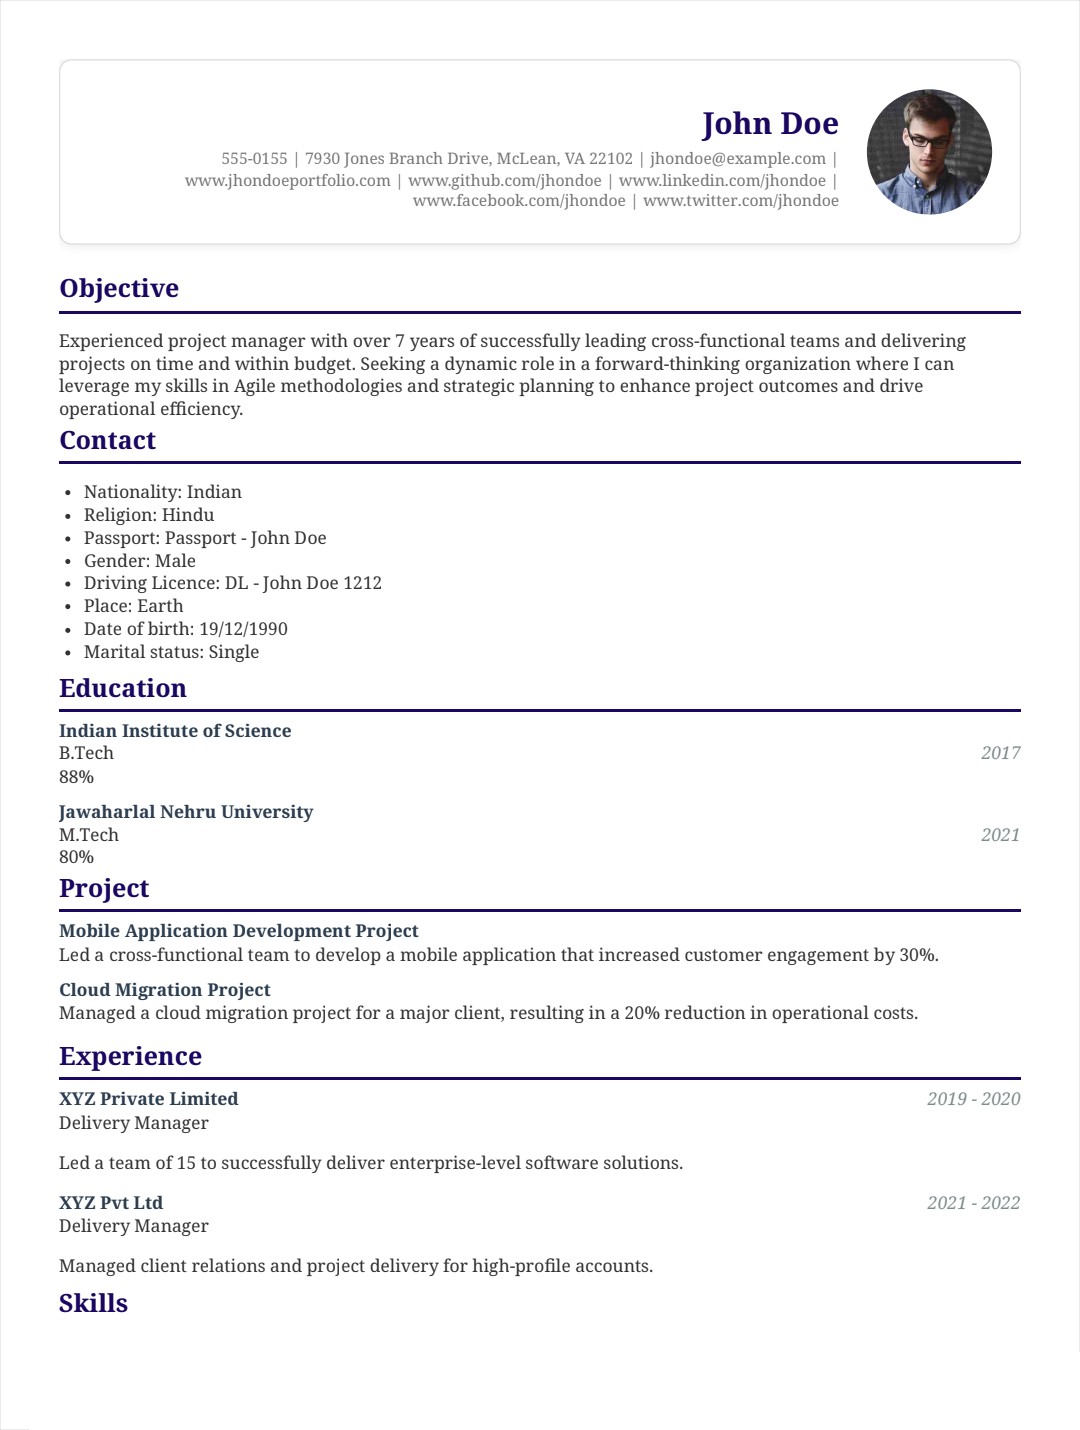 John Doe
555-0155 | 7930 Jones Branch Drive, McLean, VA 22102 | jhondoe@example.com |
www.jhondoeportfolio.com | www.github.com/jhondoe | www.linkedin.com/jhondoe |
www.facebook.com/jhondoe | www.twitter.com/jhondoe
Objective
Experienced project manager with over 7 years of successfully leading cross-functional teams and delivering
projects on time and within budget. Seeking a dynamic role in a forward-thinking organization where I can
leverage my skills in Agile methodologies and strategic planning to enhance project outcomes and drive
operational efficiency.
Contact
• Nationality: Indian
• Religion: Hindu
• Passport: Passport - John Doe
• Gender: Male
• Driving Licence: DL - John Doe 1212
• Place: Earth
• Date of birth: 19/12/1990
• Marital status: Single
Education
Indian Institute of Science
B.Tech 2017
88%
Jawaharlal Nehru University
M.Tech 2021
80%
Project
Mobile Application Development Project
Led a cross-functional team to develop a mobile application that increased customer engagement by 30%.
Cloud Migration Project
Managed a cloud migration project for a major client, resulting in a 20% reduction in operational costs.
Experience
XYZ Private Limited 2019 - 2020
Delivery Manager
Led a team of 15 to successfully deliver enterprise-level software solutions.
XYZ Pvt Ltd 2021 - 2022
Delivery Manager
Managed client relations and project delivery for high-profile accounts.
Skills